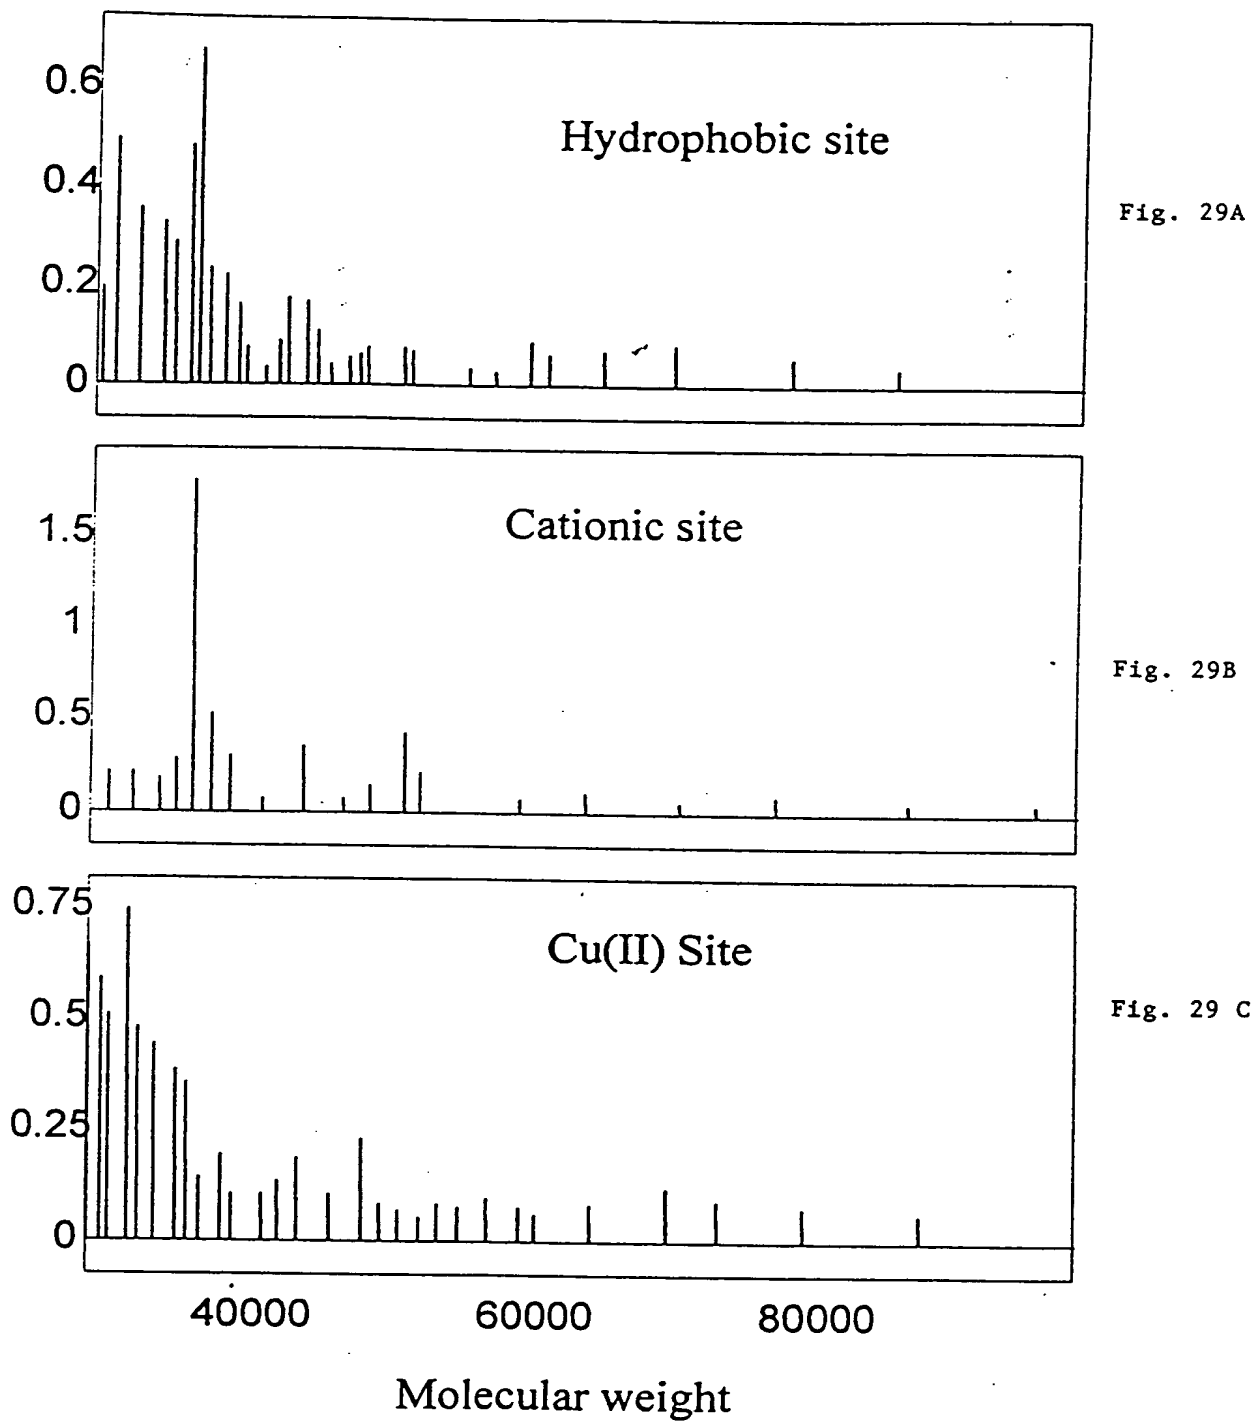 0.6
Hydrophobic site
0.4
Fig. 29A
0.2
0
1.5
Cationic site
1
Fig. 29B
0.5
0
0.75
Cu(II) Site
0.5
Fig. 29 C
0.25
0
40000 60000 80000
Molecular weight